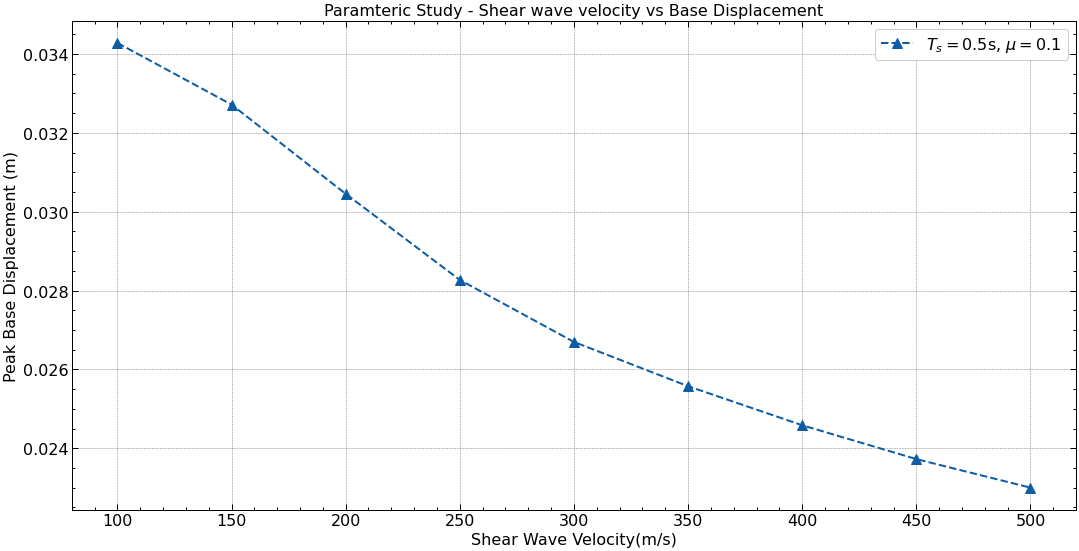 Paramteric Study - Shear wave velocity vs Base Displacement
T_s = 0.5s, μ = 0.1
Peak Base Displacement (m)
0.034
0.032
0.030
0.028
0.026
0.024
100 150 200 250 300 350 400 450 500
Shear Wave Velocity(m/s)